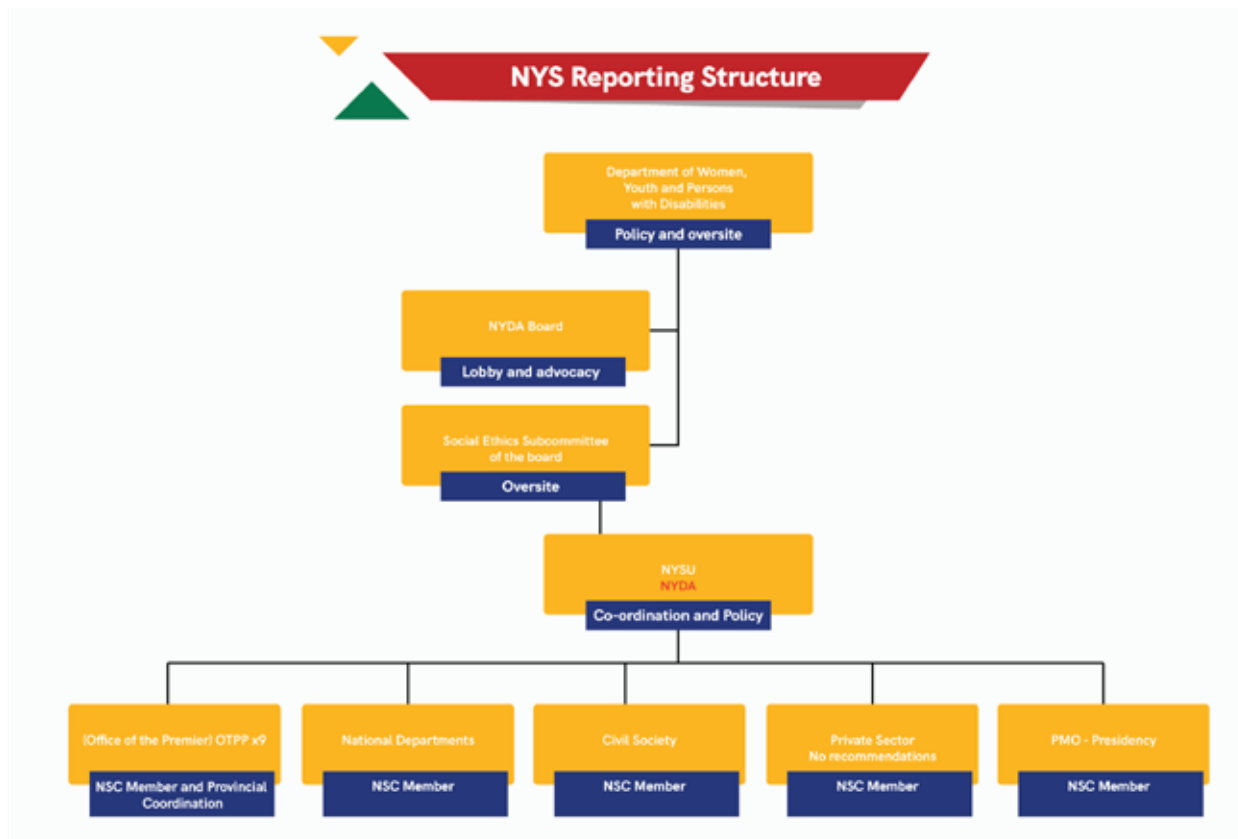 NYS Reporting Structure
Department of Women,
Youth and Persons
with Disabilities
Policy and oversite
NYDA Board
Lobby and advocacy
Social Ethics Subcommittee
of the board
Oversite
NYSU
NYDA
Co-ordination and Policy
(Office of the Premier) OTPP x9
NSC Member and Provincial
Coordination
National Departments
NSC Member
Civil Society
NSC Member
Private Sector
No recommendations
NSC Member
PMO - Presidency
NSC Member